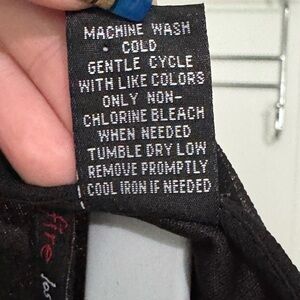 MACHINE WASH
COLD
GENTLE CYCLE
WITH LIKE COLORS
ONLY NON-
CHLORINE BLEACH
WHEN NEEDED
TUMBLE DRY LOW
REMOVE PROMPTLY
COOL IRON IF NEEDED
fire